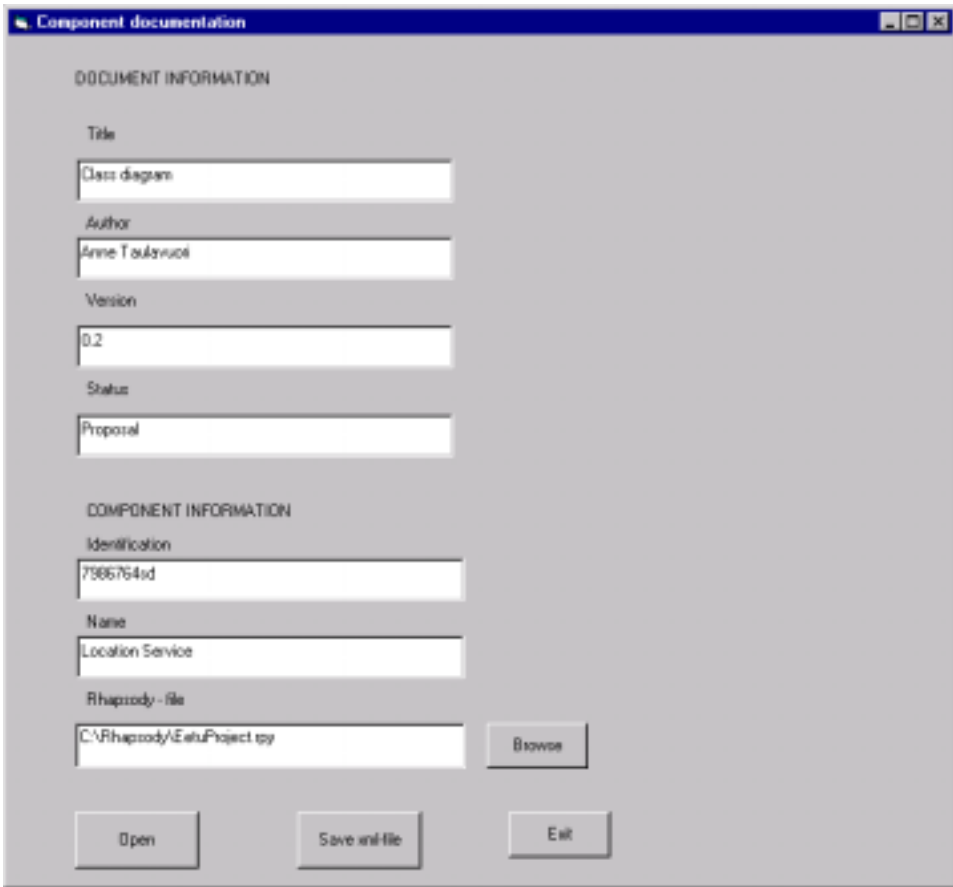 Component documentation
DOCUMENT INFORMATION
Title
Class diagram
Author
Anne Taulavuori
Version
0.2
Status
Proposal
COMPONENT INFORMATION
Identification
7986764sd
Name
Location Service
Rhapsody - file
C:\Rhapsody\EetuProject.rpy
Browse
Open
Save xml-file
Exit